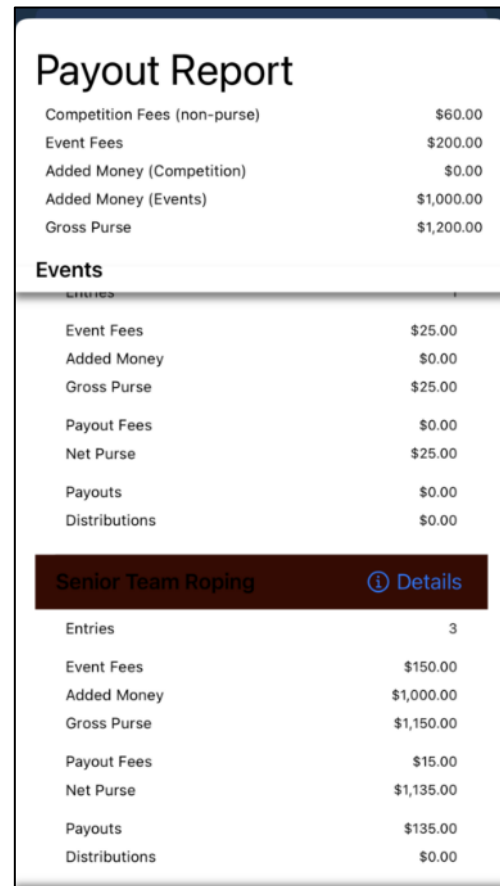 Payout Report
Competition Fees (non-purse) $60.00
Event Fees $200.00
Added Money (Competition) $0.00
Added Money (Events) $1,000.00
Gross Purse $1,200.00
Events
Entries 1
Event Fees $25.00
Added Money $0.00
Gross Purse $25.00
Payout Fees $0.00
Net Purse $25.00
Payouts $0.00
Distributions $0.00
Senior Team Roping Details
Entries 3
Event Fees $150.00
Added Money $1,000.00
Gross Purse $1,150.00
Payout Fees $15.00
Net Purse $1,135.00
Payouts $135.00
Distributions $0.00